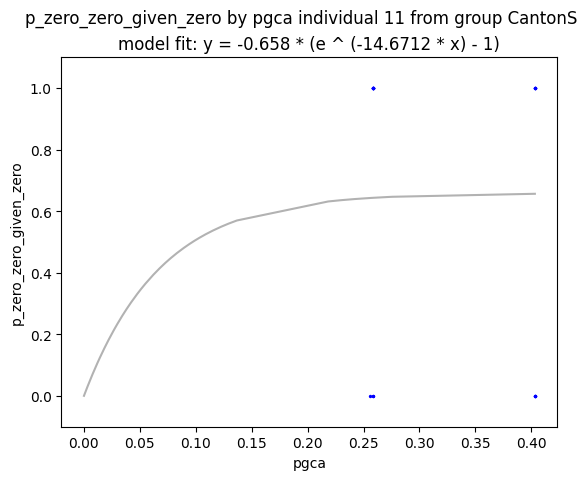 p_zero_zero_given_zero by pgca individual 11 from group CantonS
model fit: y = -0.658 * (e ^ (-14.6712 * x) - 1)
1.0
0.8
0.6
0.4
0.2
0.0
p_zero_zero_given_zero
0.00 0.05 0.10 0.15 0.20 0.25 0.30 0.35 0.40
pgca